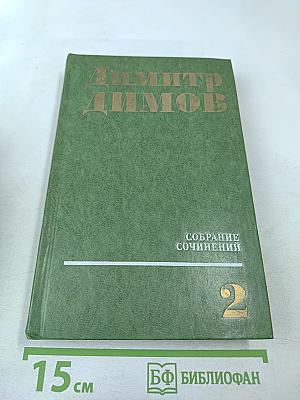 Димитр
ДИМОВ
СОБРАНИЕ
СОЧИНЕНИЙ
2
15 см
БФ БИБЛИОФАН